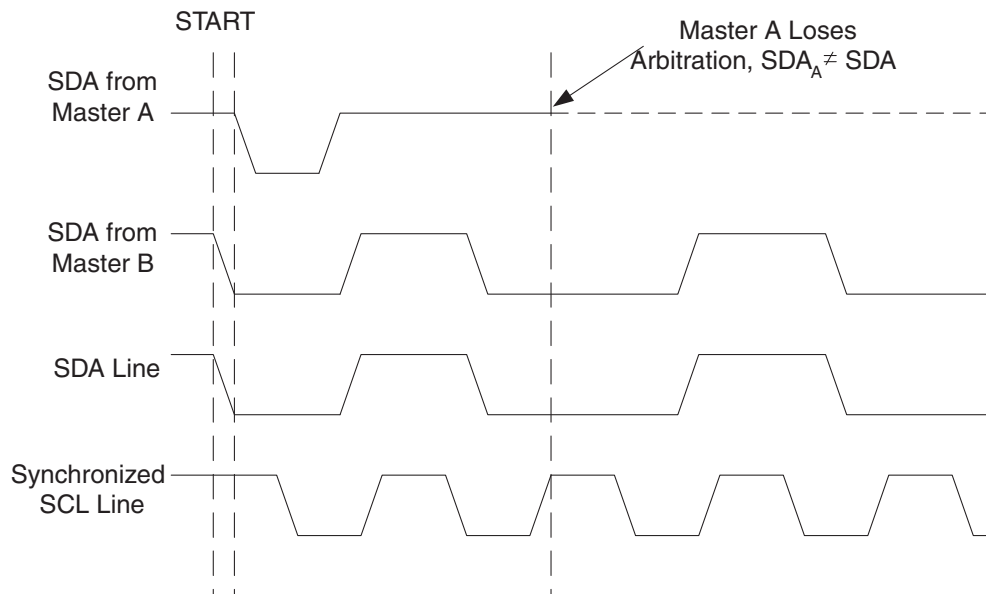 START
Master A Loses
Arbitration, SDA_A ≠ SDA
SDA from
Master A
SDA from
Master B
SDA Line
Synchronized
SCL Line